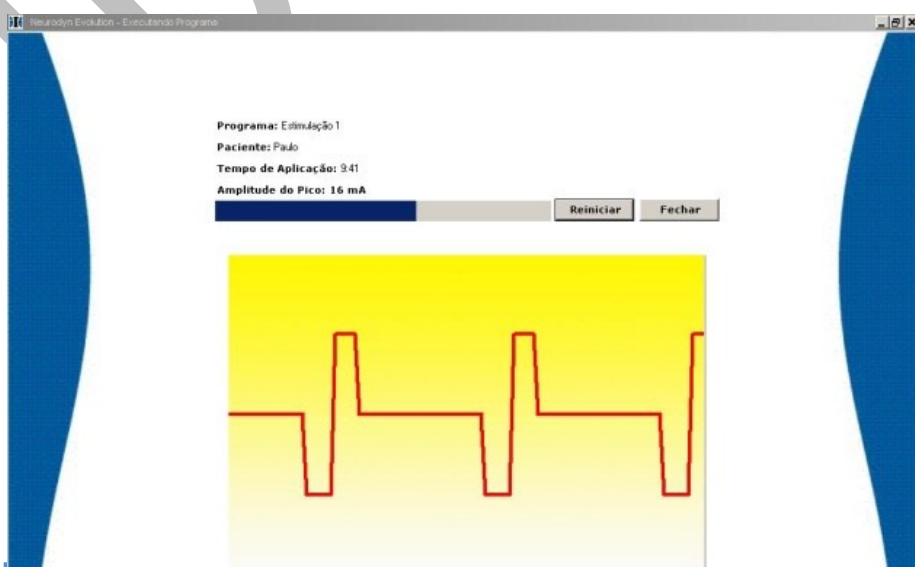 Neurodyn Evolution - Executando Programa
Programa: Estimulação 1
Paciente: Paulo
Tempo de Aplicação: 9:41
Amplitude do Pico: 16 mA
Reiniciar Fechar